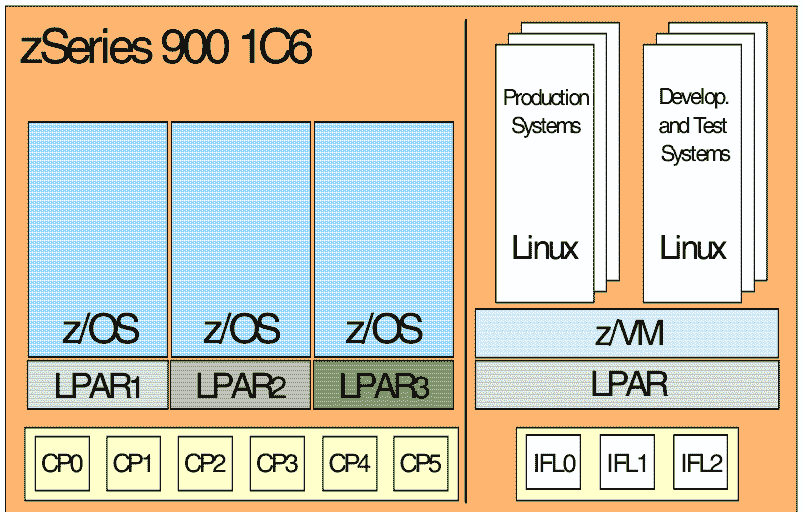 zSeries 900 1C6
z/OS
z/OS
z/OS
LPAR1
LPAR2
LPAR3
CP0
CP1
CP2
CP3
CP4
CP5
Production
Systems
Linux
Develop.
and Test
Systems
Linux
z/VM
LPAR
IFL0
IFL1
IFL2